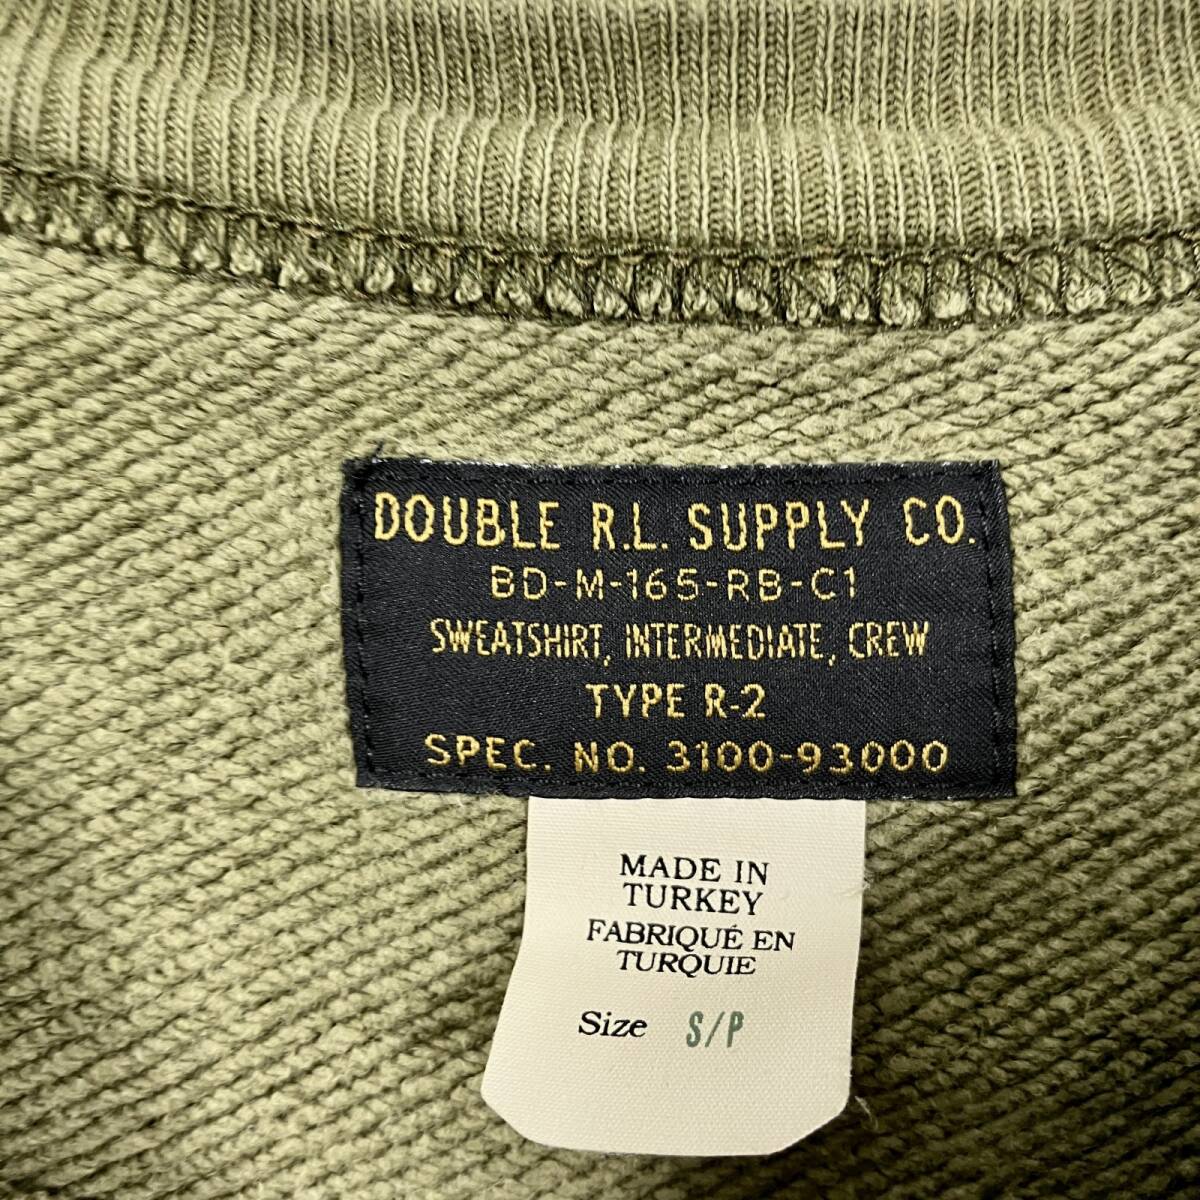 DOUBLE R.L. SUPPLY CO.
BD-M-165-RB-C1
SWEATSHIRT, INTERMEDIATE, CREW
TYPE R-2
SPEC. NO. 3100-93000
MADE IN
TURKEY
FABRIQUÉ EN
TURQUIE
Size S/P